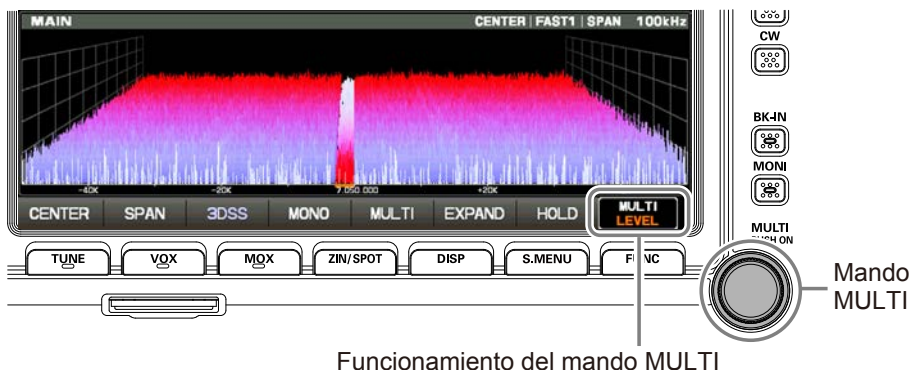 MAIN CENTER FAST1 SPAN 100kHz
CW
BK-IN
MONI
-40K -20K 7.050.000 +20K
CENTER SPAN 3DSS MONO MULTI EXPAND HOLD MULTI LEVEL
MULTI
PUSH ON
TUNE VOX MOX ZIN/SPOT DISP S.MENU FUNC
Mando
MULTI
Funcionamiento del mando MULTI